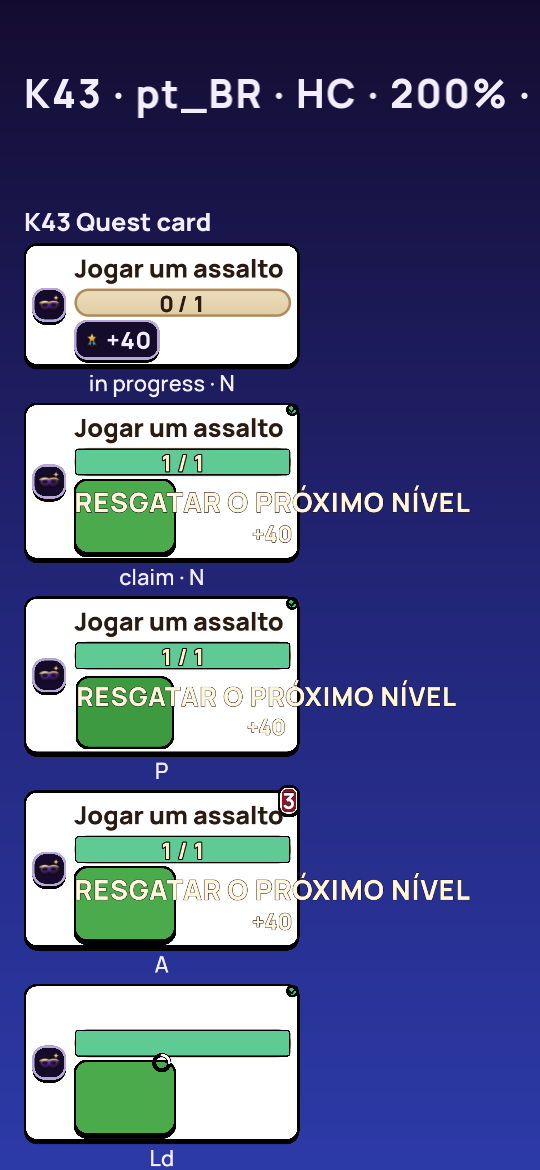 K43 · pt_BR · HC · 200% ·
K43 Quest card
Jogar um assalto
0 / 1
+40
in progress · N
Jogar um assalto
1 / 1
RESGATAR O PRÓXIMO NÍVEL
+40
claim · N
Jogar um assalto
1 / 1
RESGATAR O PRÓXIMO NÍVEL
+40
P
3
Jogar um assalto
1 / 1
RESGATAR O PRÓXIMO NÍVEL
+40
A
Ld